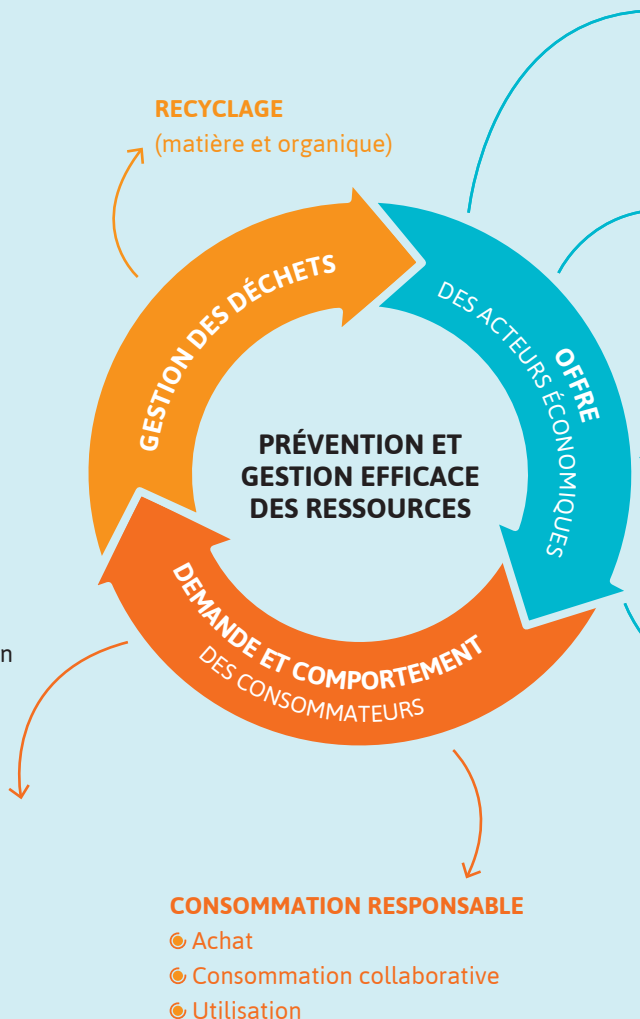 RECYCLAGE
(matière et organique)
GESTION DES DÉCHETS
OFFRE
DES ACTEURS ÉCONOMIQUES
PRÉVENTION ET
GESTION EFFICACE
DES RESSOURCES
DEMANDE ET COMPORTEMENT
DES CONSOMMATEURS
n
CONSOMMATION RESPONSABLE
Achat
Consommation collaborative
Utilisation